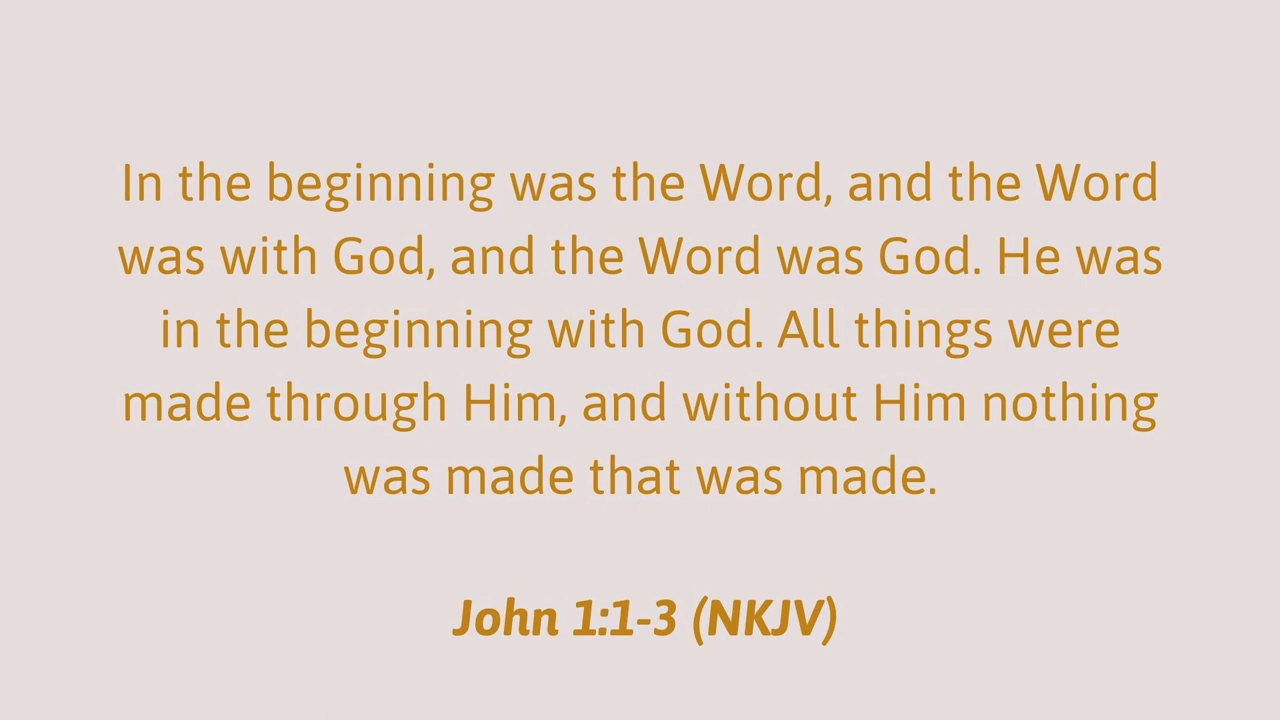 In the beginning was the Word, and the Word
was with God, and the Word was God. He was
in the beginning with God. All things were
made through Him, and without Him nothing
was made that was made.
John 1:1-3 (NKJV)